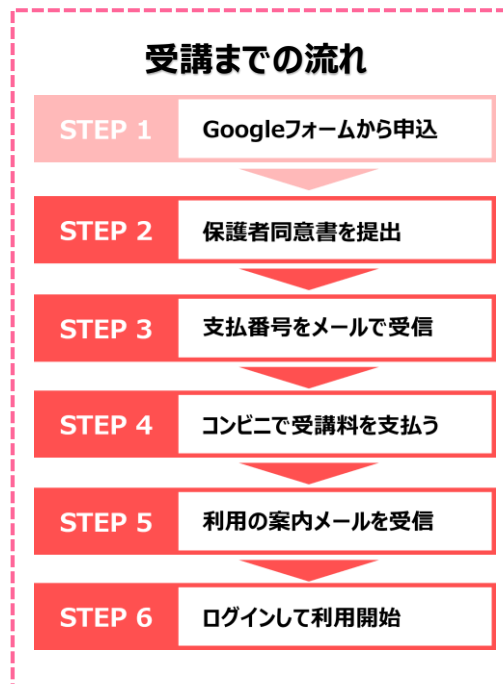 受講までの流れ
STEP 1 Googleフォームから申込
STEP 2 保護者同意書を提出
STEP 3 支払番号をメールで受信
STEP 4 コンビニで受講料を支払う
STEP 5 利用の案内メールを受信
STEP 6 ログインして利用開始